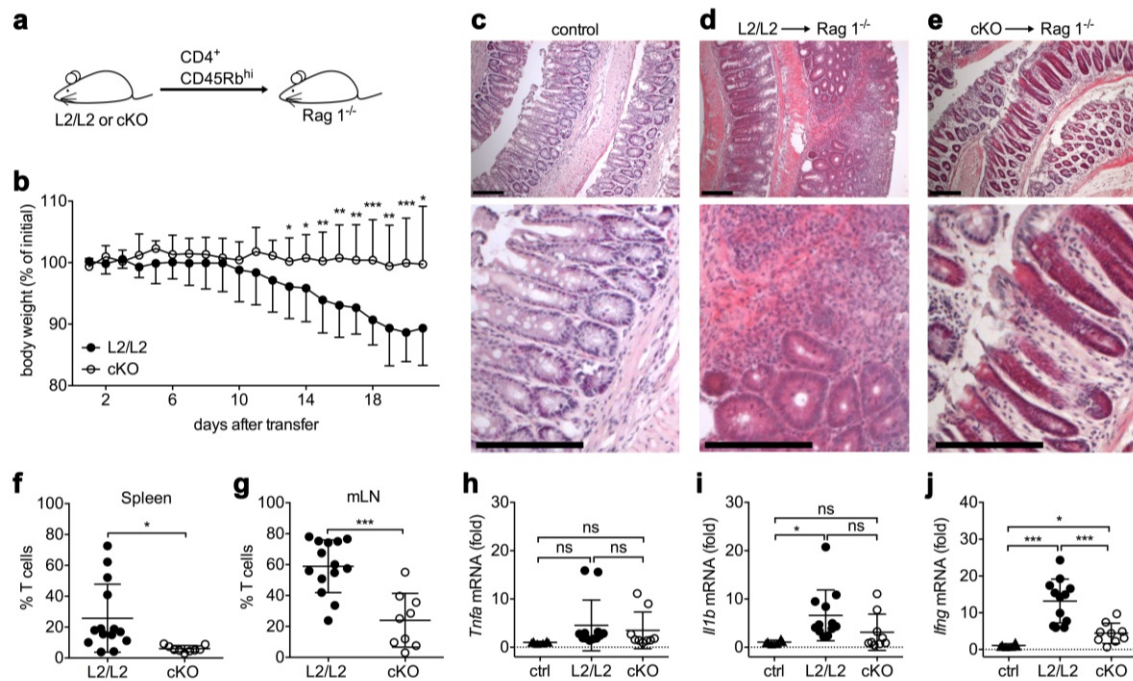 a
CD4+
CD45Rbhi
L2/L2 or cKO
Rag 1-/-
b
body weight (% of initial)
110
100
90
80
* * ** ** ** *** ** *** *
L2/L2
cKO
2 6 10 14 18
days after transfer
c
control
d
L2/L2 → Rag 1-/-
e
cKO → Rag 1-/-
f
Spleen
% T cells
100
80
60
40
20
0
*
L2/L2 cKO
g
mLN
% T cells
100
80
60
40
20
0
***
L2/L2 cKO
h
Tnfa mRNA (fold)
30
20
10
0
ns
ns ns
ctrl L2/L2 cKO
i
Il1b mRNA (fold)
30
20
10
0
ns
* ns
ctrl L2/L2 cKO
j
Ifng mRNA (fold)
40
30
20
10
0
*
*** ***
ctrl L2/L2 cKO